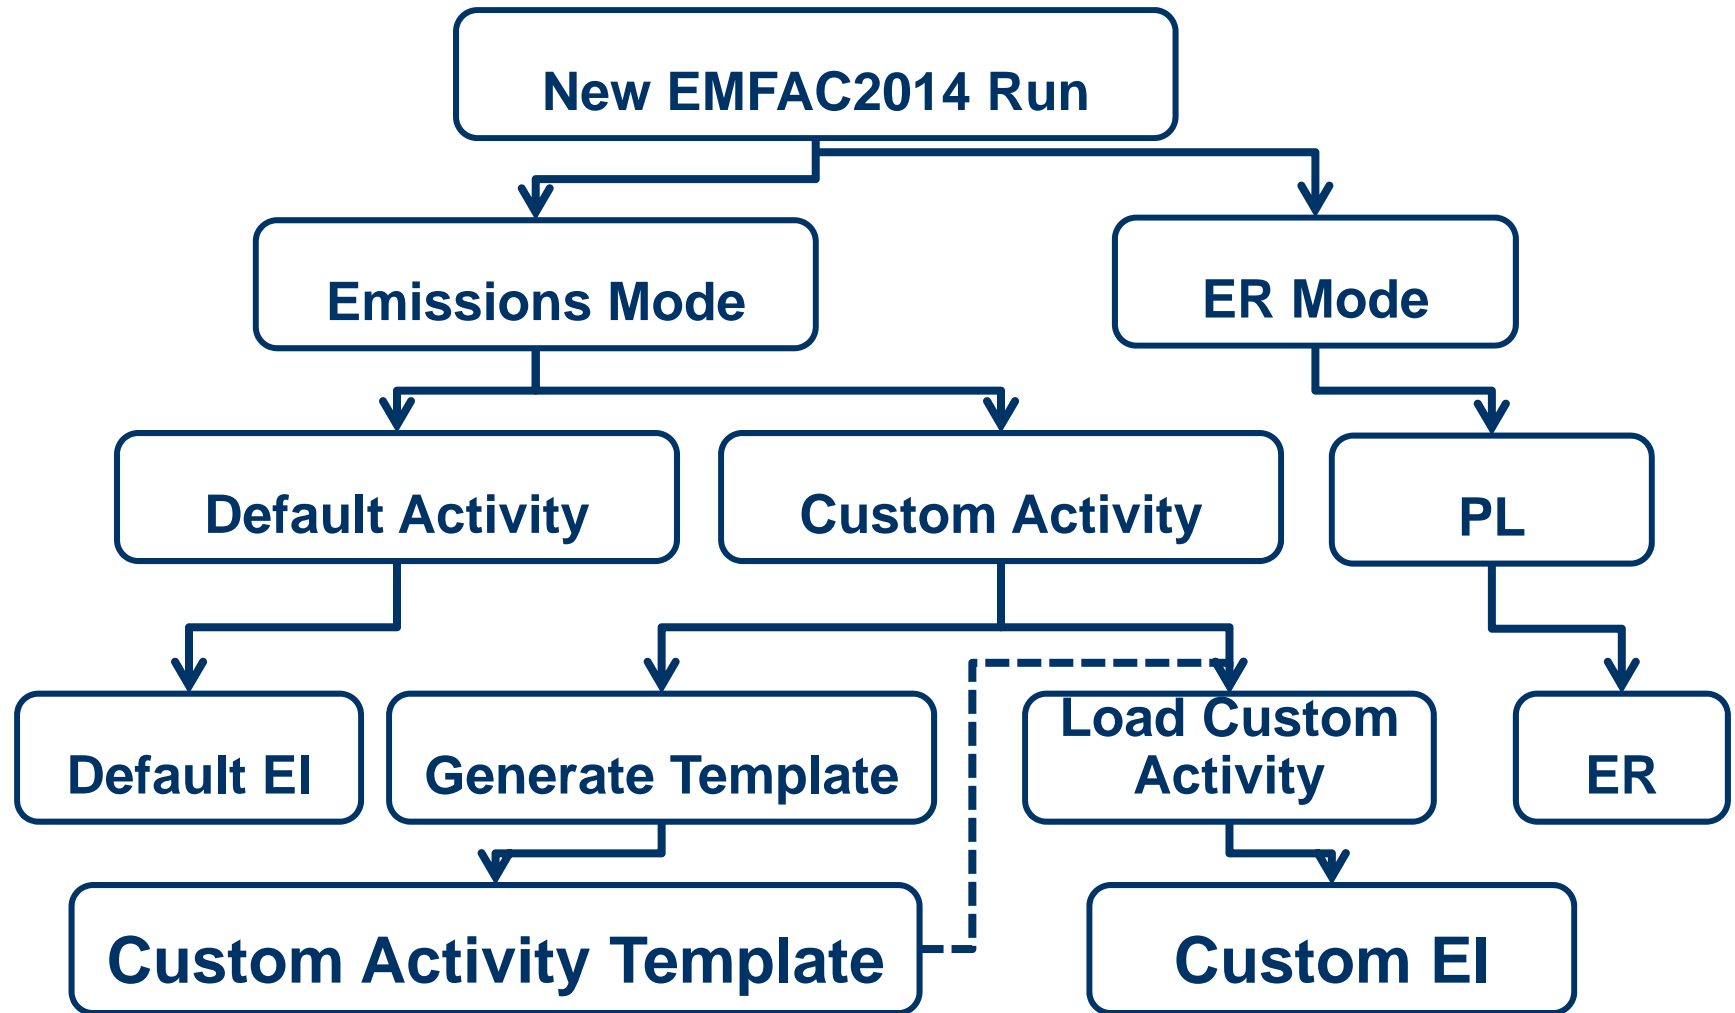 New EMFAC2014 Run
Emissions Mode
ER Mode
Default Activity
Custom Activity
PL
Default EI
Generate Template
Load Custom
Activity
ER
Custom Activity Template
Custom EI